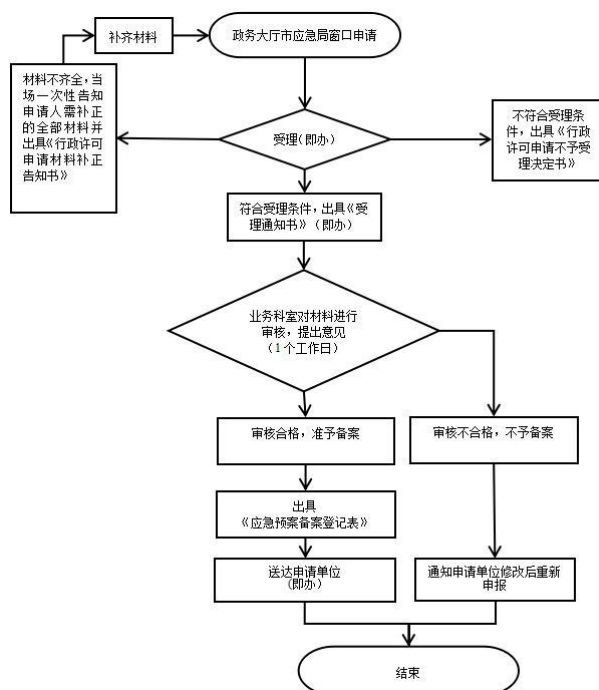 补齐材料
政务大厅市应急局窗口申请
材料不齐全，当
场一次性告知
申请人需补正
的全部材料并
出具《行政许可
申请材料补正
告知书》
受理(即办)
不符合受理条
件，出具《行政
许可申请不予受
理决定书》
符合受理条件，出具《受
理通知书》（即办）
业务科室对材料进行
审核，提出意见
（1个工作日）
审核合格，准予备案
审核不合格，不予备案
出具
《应急预案备案登记表》
送达申请单位
(即办)
通知申请单位修改后重新
申报
结束